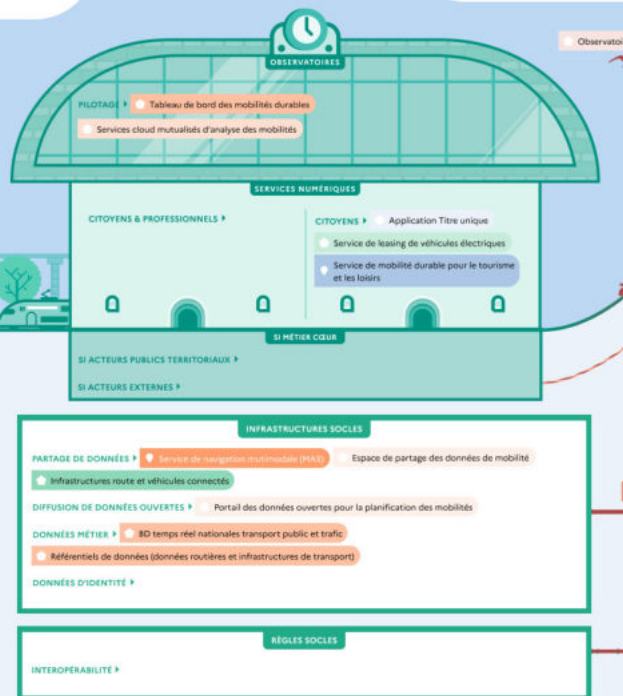 OBSERVATOIRES
Observatoi
PILOTAGE
Tableau de bord des mobilités durables
Services cloud mutualisés d'analyse des mobilités
SERVICES NUMÉRIQUES
CITOYENS & PROFESSIONNELS
CITOYENS
Application Titre unique
Service de leasing de véhicules électriques
Service de mobilité durable pour le tourisme
et les loisirs
SI MÉTIER CŒUR
SI ACTEURS PUBLICS TERRITORIAUX
SI ACTEURS EXTERNES
INFRASTRUCTURES SOCLES
PARTAGE DE DONNÉES
Service de navigation mutimodale (MAS)
Espace de partage des données de mobilité
Infrastructures route et véhicules connectés
DIFFUSION DE DONNÉES OUVERTES
Portail des données ouvertes pour la planification des mobilités
DONNÉES MÉTIER
BD temps réel nationales transport public et trafic
Référentiels de données (données routières et infrastructures de transport)
DONNÉES D'IDENTITÉ
RÈGLES SOCLES
INTEROPÉRABILITÉ